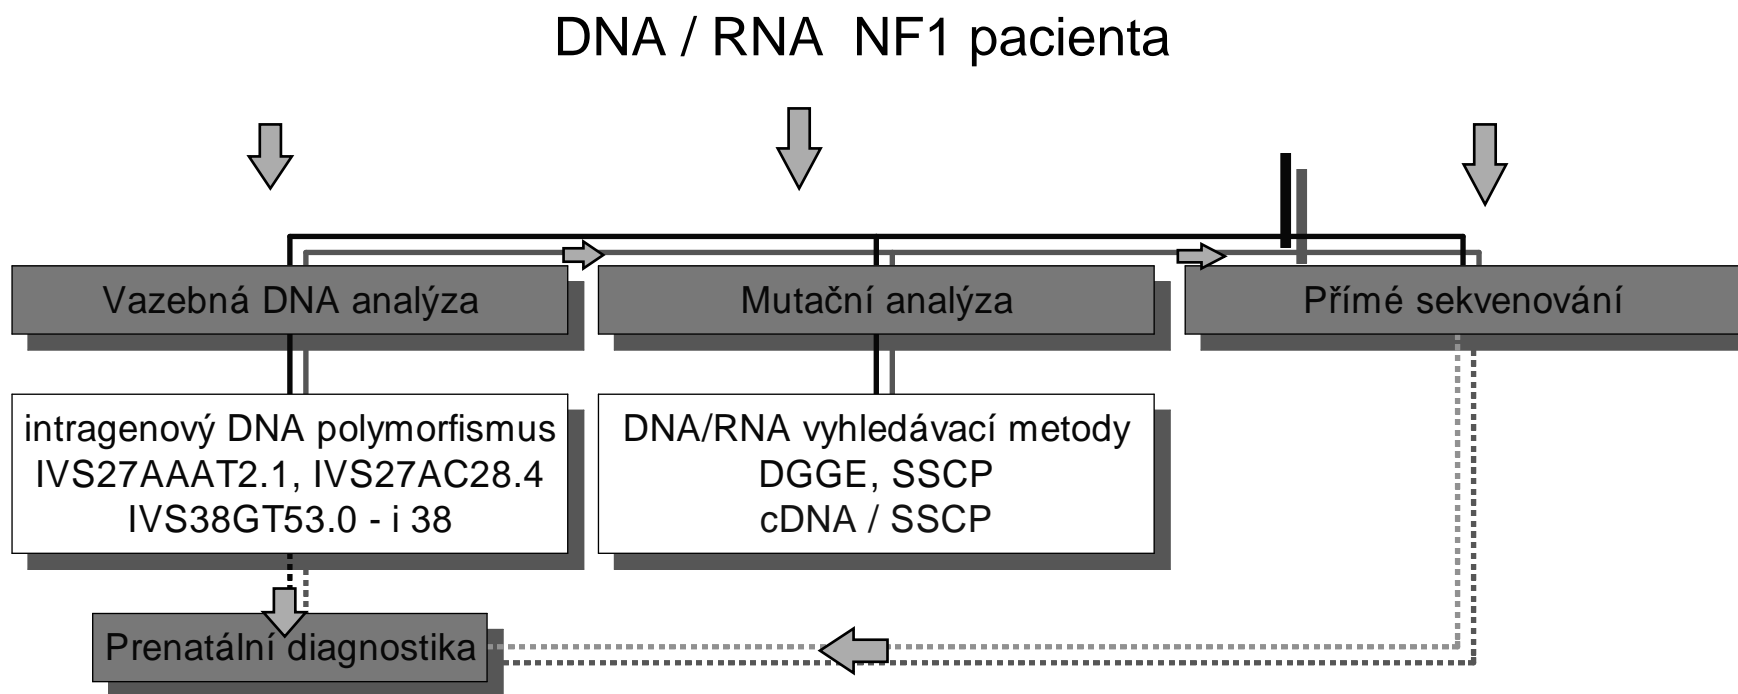 DNA / RNA NF1 pacienta
Vazebná DNA analýza
Mutační analýza
Přímé sekvenování
intragenový DNA polymorfismus
IVS27AAAT2.1, IVS27AC28.4
IVS38GT53.0 - i 38
DNA/RNA vyhledávací metody
DGGE, SSCP
cDNA / SSCP
Prenatální diagnostika